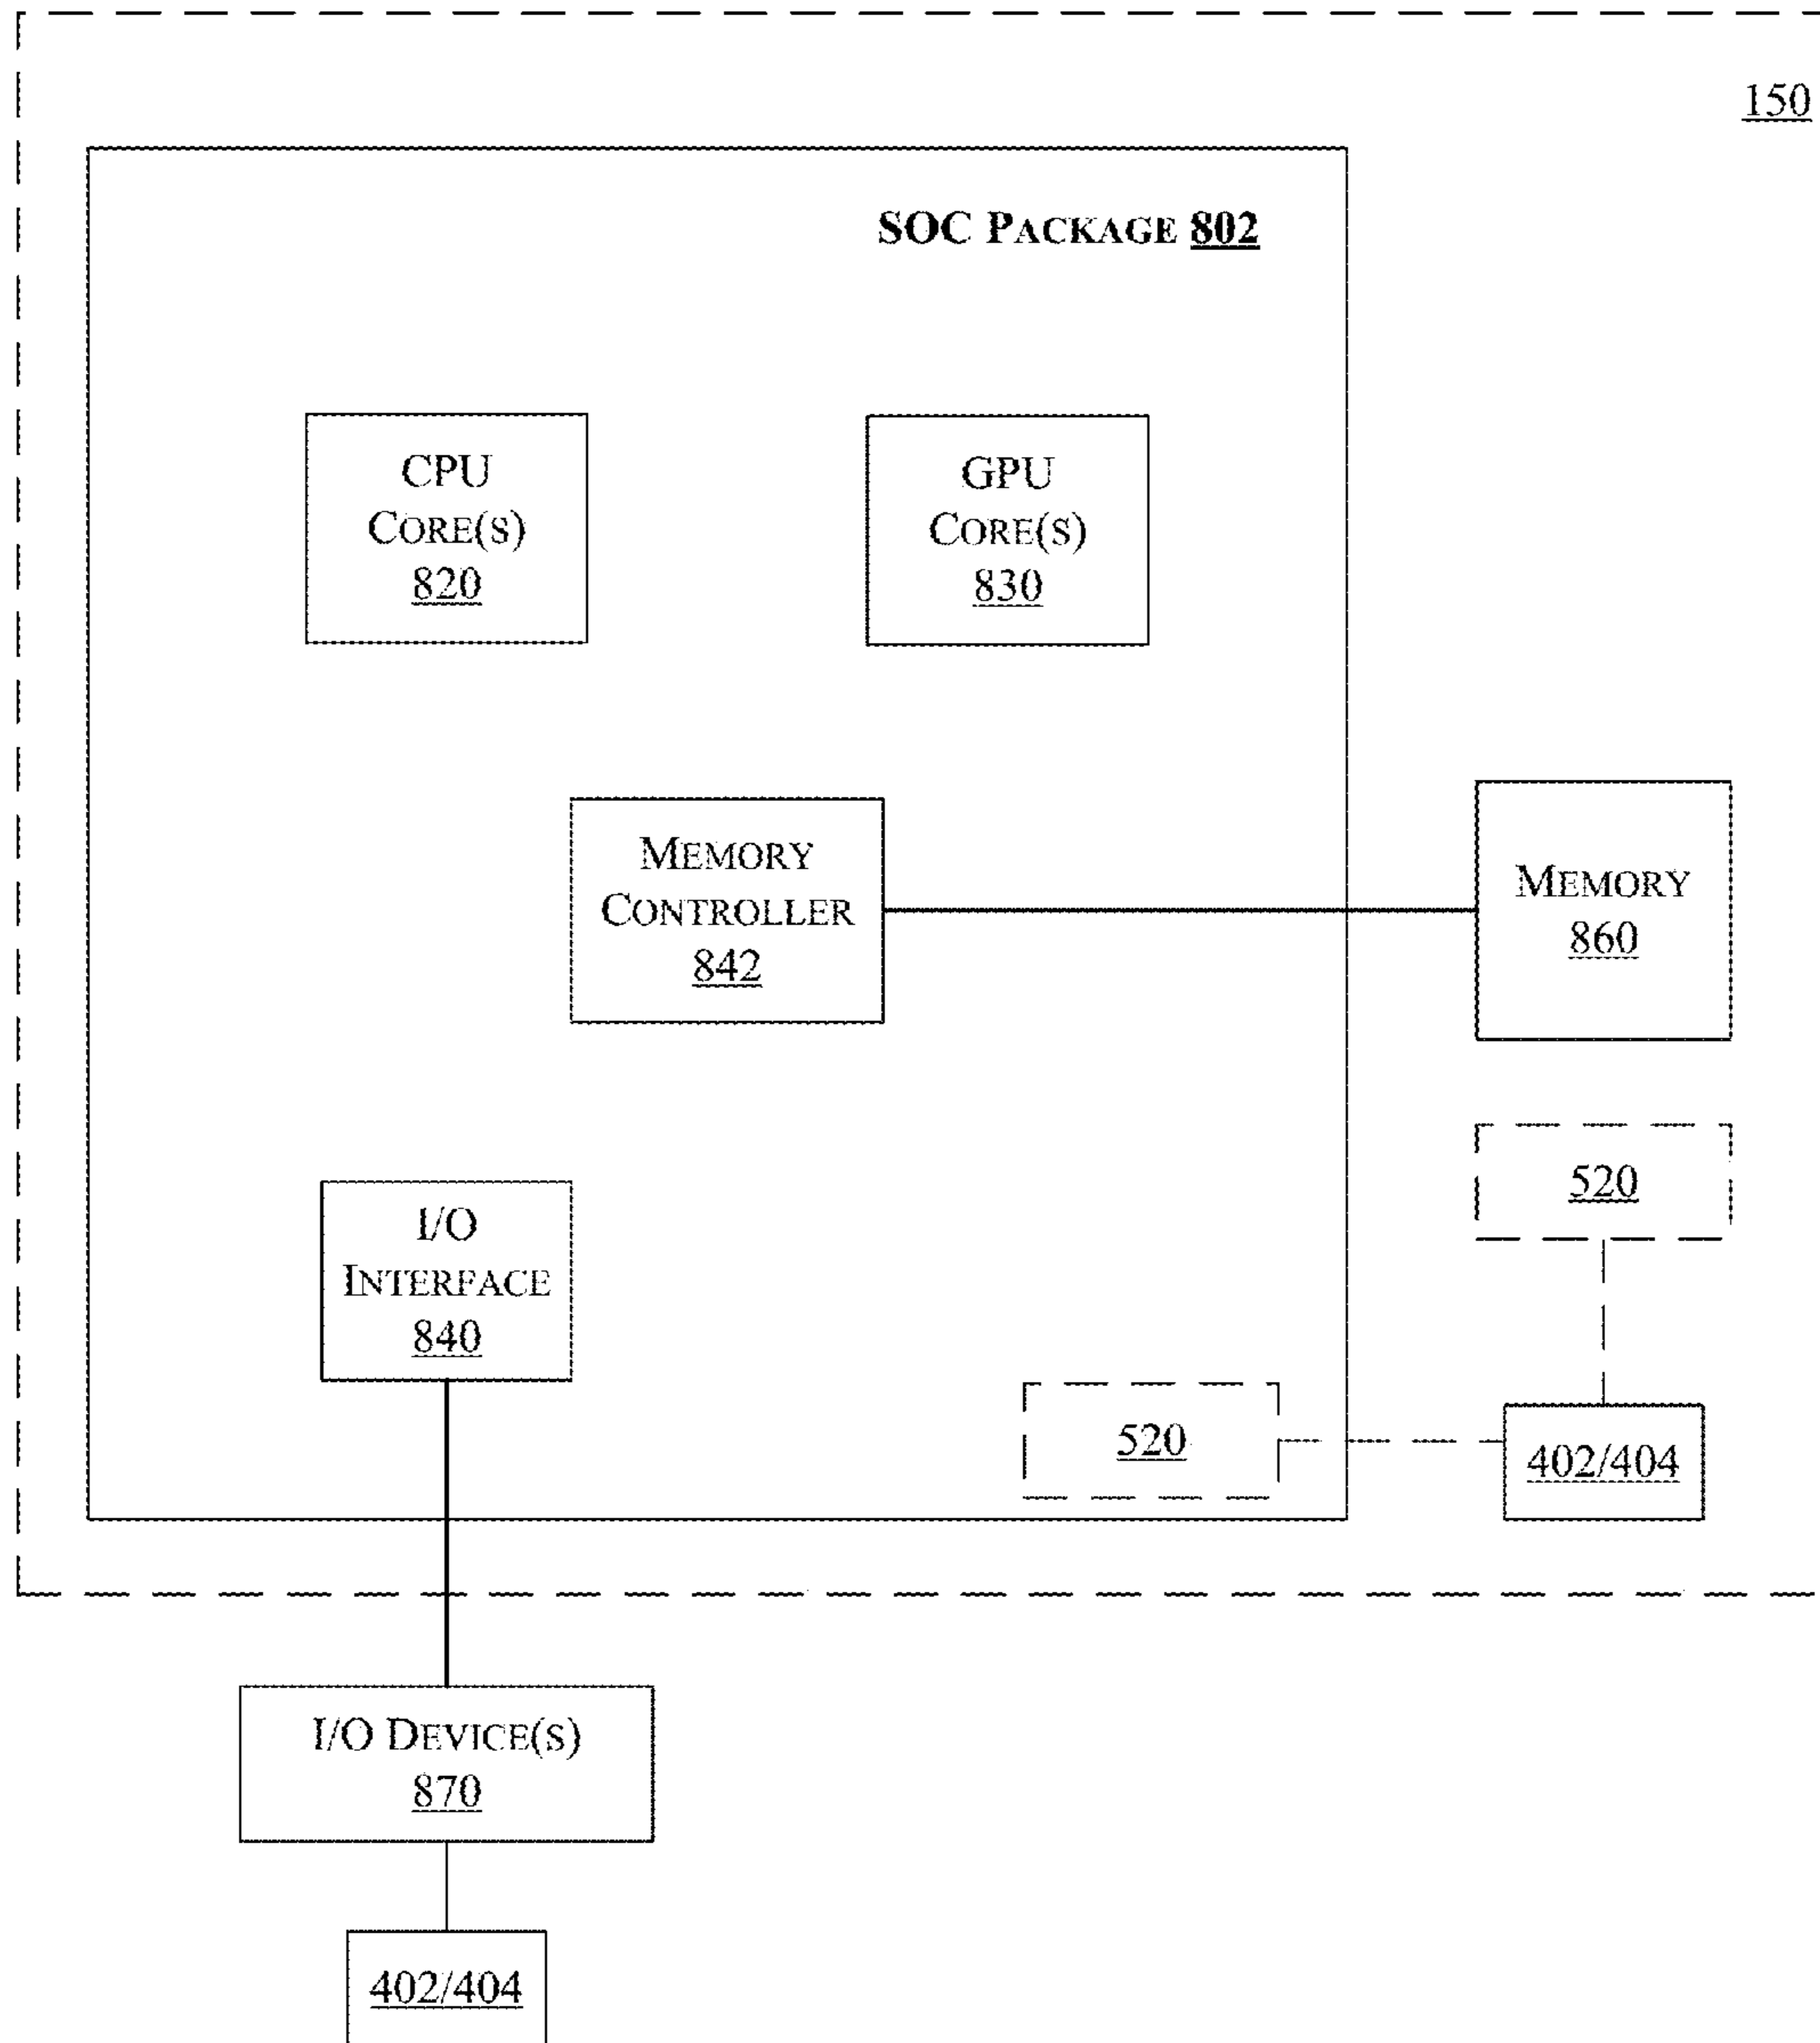 150
SOC PACKAGE 802
CPU
CORE(S)
820
GPU
CORE(S)
830
MEMORY
CONTROLLER
842
MEMORY
860
I/O
INTERFACE
840
520
520
402/404
I/O DEVICE(S)
870
402/404